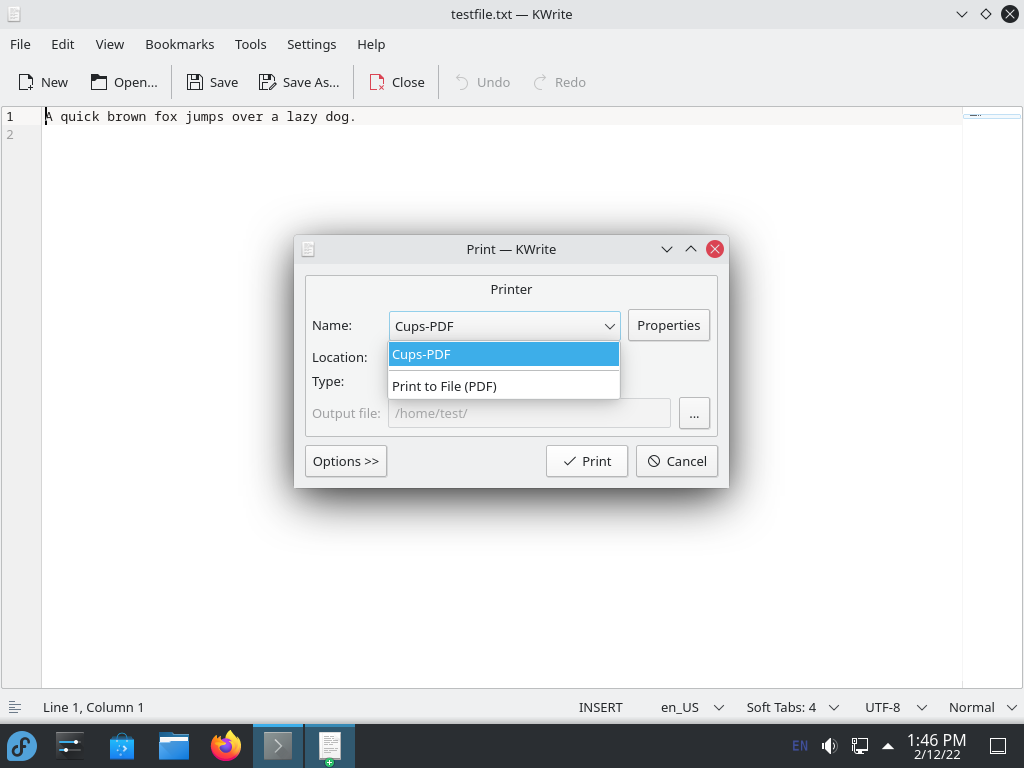 testfile.txt — KWrite
File Edit View Bookmarks Tools Settings Help
New Open... Save Save As... Close Undo Redo
1 A quick brown fox jumps over a lazy dog.
2
Print — KWrite
Printer
Name: Cups-PDF Properties
Cups-PDF
Location:
Type:
Print to File (PDF)
Output file: /home/test/ ...
Options >> Print Cancel
Line 1, Column 1 INSERT en_US Soft Tabs: 4 UTF-8 Normal
EN 1:46 PM
2/12/22